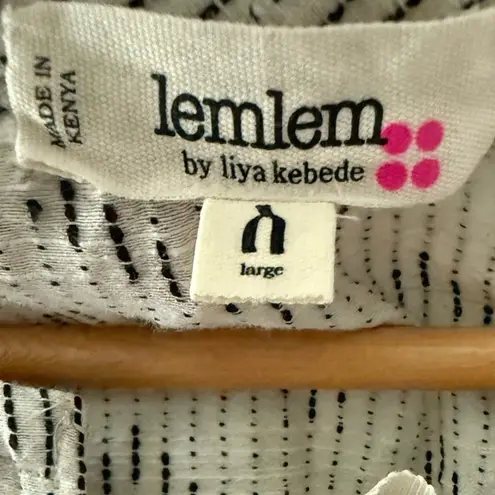 MADE IN
KENYA
lemlem
by liya kebede
large